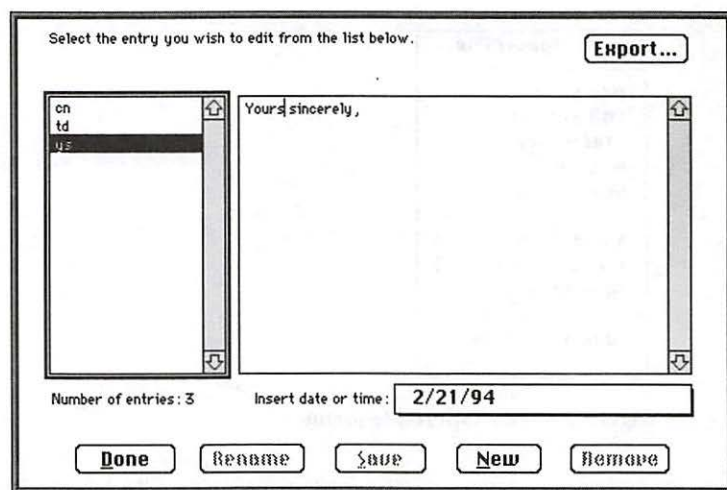 Select the entry you wish to edit from the list below.
Export...
cn
td
ys
Yours sincerely,
Number of entries: 3
Insert date or time: 2/21/94
Done Rename Save New Remove